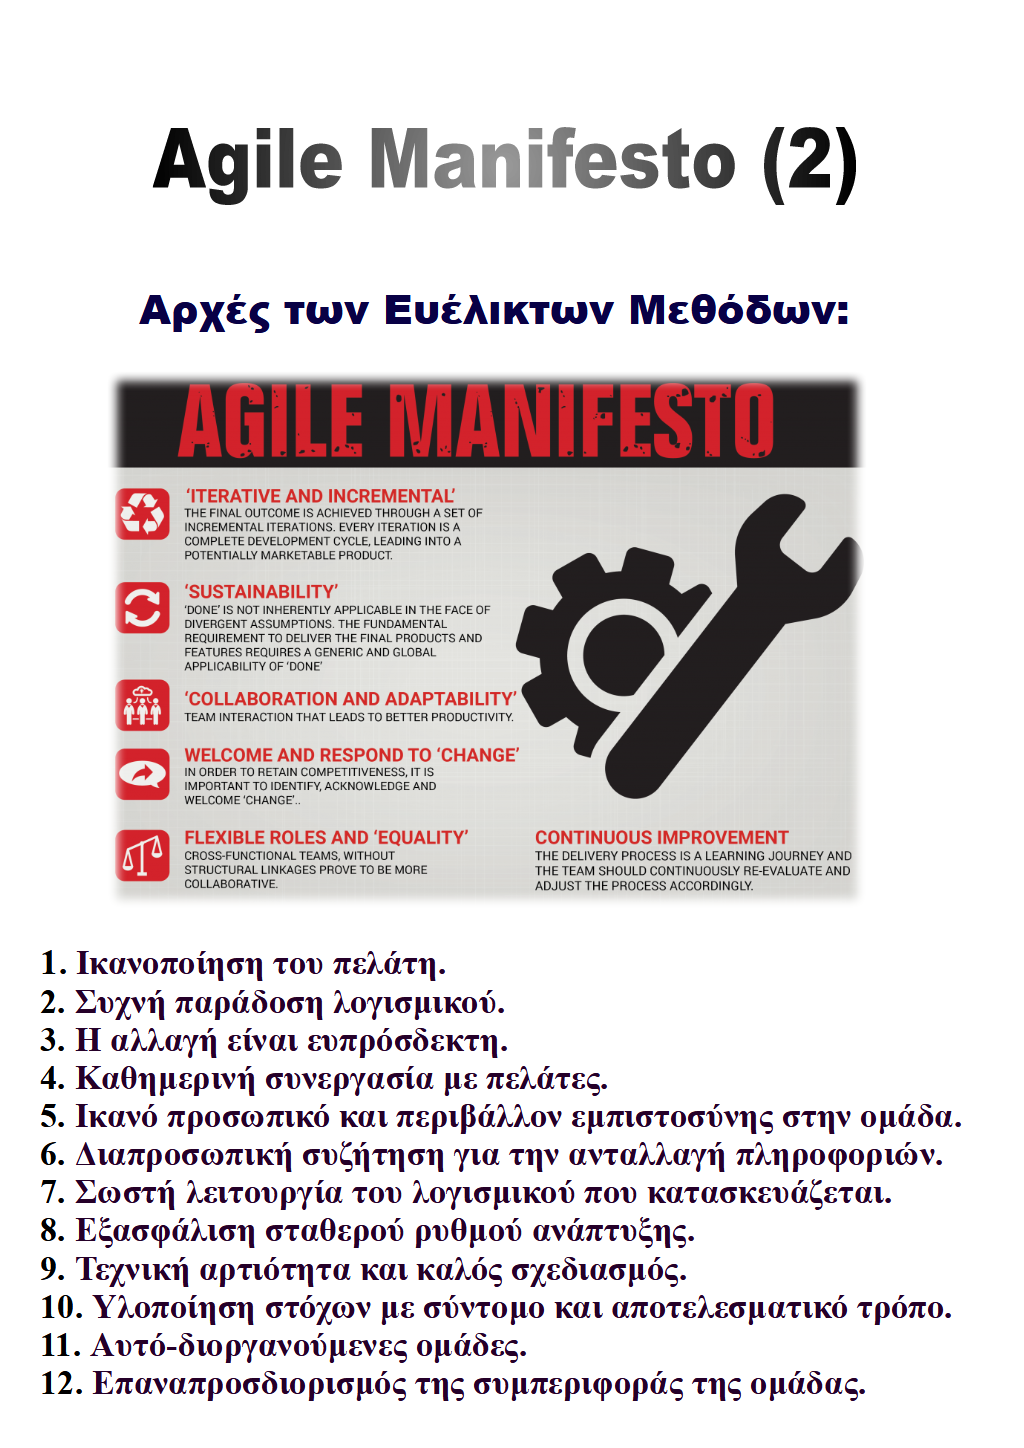 Agile Manifesto (2)
Αρχές των Ευέλικτων Μεθόδων:
AGILE MANIFESTO
‘ITERATIVE AND INCREMENTAL’
THE FINAL OUTCOME IS ACHIEVED THROUGH A SET OF
INCREMENTAL ITERATIONS. EVERY ITERATION IS A
COMPLETE DEVELOPMENT CYCLE, LEADING INTO A
POTENTIALLY MARKETABLE PRODUCT.
‘SUSTAINABILITY’
‘DONE’ IS NOT INHERENTLY APPLICABLE IN THE FACE OF
DIVERGENT ASSUMPTIONS. THE FUNDAMENTAL
REQUIREMENT TO DELIVER THE FINAL PRODUCTS AND
FEATURES REQUIRES A GENERIC AND GLOBAL
APPLICABILITY OF ‘DONE’
‘COLLABORATION AND ADAPTABILITY’
TEAM INTERACTION THAT LEADS TO BETTER PRODUCTIVITY.
WELCOME AND RESPOND TO ‘CHANGE’
IN ORDER TO RETAIN COMPETITIVENESS, IT IS
IMPORTANT TO IDENTIFY, ACKNOWLEDGE AND
WELCOME ‘CHANGE’..
FLEXIBLE ROLES AND ‘EQUALITY’
CROSS-FUNCTIONAL TEAMS, WITHOUT
STRUCTURAL LINKAGES PROVE TO BE MORE
COLLABORATIVE.
CONTINUOUS IMPROVEMENT
THE DELIVERY PROCESS IS A LEARNING JOURNEY AND
THE TEAM SHOULD CONTINUOUSLY RE-EVALUATE AND
ADJUST THE PROCESS ACCORDINGLY.
1. Ικανοποίηση του πελάτη.
2. Συχνή παράδοση λογισμικού.
3. Η αλλαγή είναι ευπρόσδεκτη.
4. Καθημερινή συνεργασία με πελάτες.
5. Ικανό προσωπικό και περιβάλλον εμπιστοσύνης στην ομάδα.
6. Διαπροσωπική συζήτηση για την ανταλλαγή πληροφοριών.
7. Σωστή λειτουργία του λογισμικού που κατασκευάζεται.
8. Εξασφάλιση σταθερού ρυθμού ανάπτυξης.
9. Τεχνική αρτιότητα και καλός σχεδιασμός.
10. Υλοποίηση στόχων με σύντομο και αποτελεσματικό τρόπο.
11. Αυτό-διοργανούμενες ομάδες.
12. Επαναπροσδιορισμός της συμπεριφοράς της ομάδας.